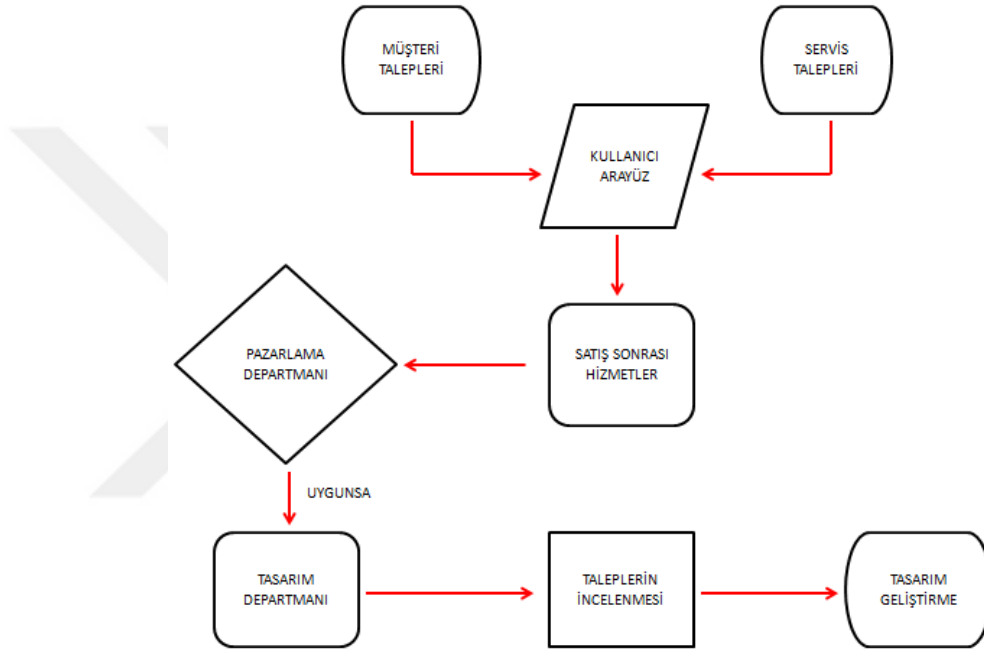 MÜŞTERİ
TALEPLERİ
SERVİS
TALEPLERİ
KULLANICI
ARAYÜZ
PAZARLAMA
DEPARTMANI
SATIŞ SONRASI
HİZMETLER
UYGUNSA
TASARIM
DEPARTMANI
TALEPLERİN
İNCELENMESİ
TASARIM
GELİŞTİRME